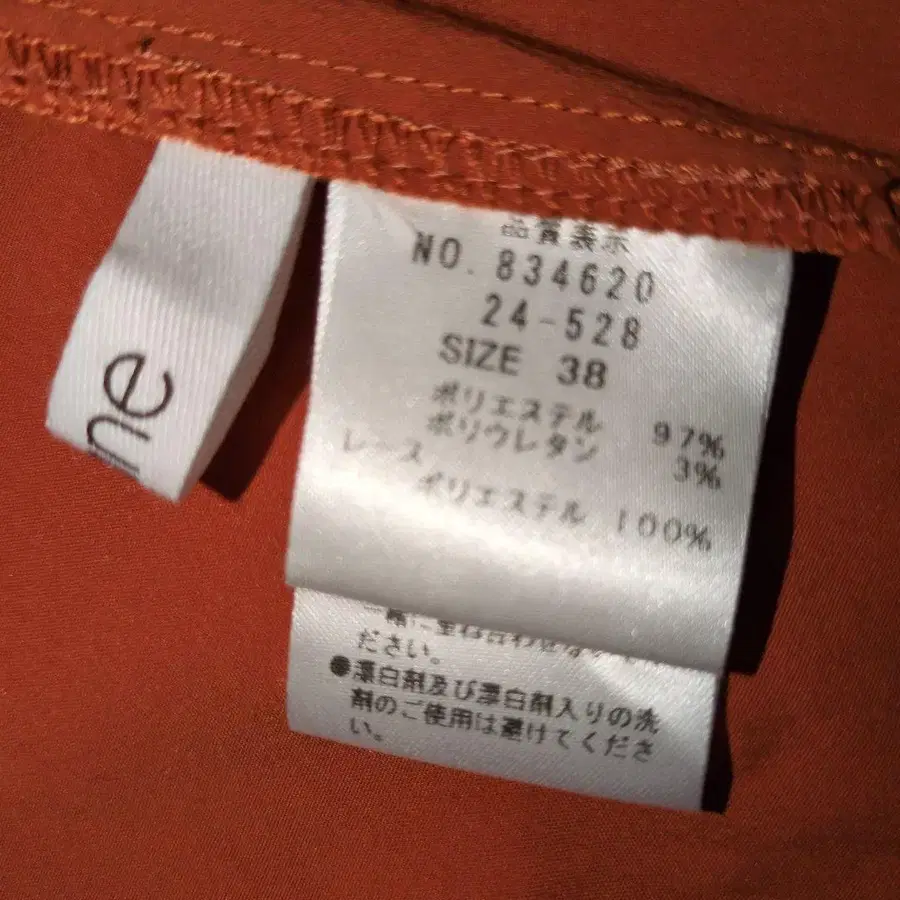 ne
品質表示
NO. 834620
24-528
SIZE 38
ポリエステル 97%
ポリウレタン 3%
レース
ポリエステル 100%
ださい。
●漂白剤及び漂白剤入りの洗
剤のご使用は避けてくださ
い。